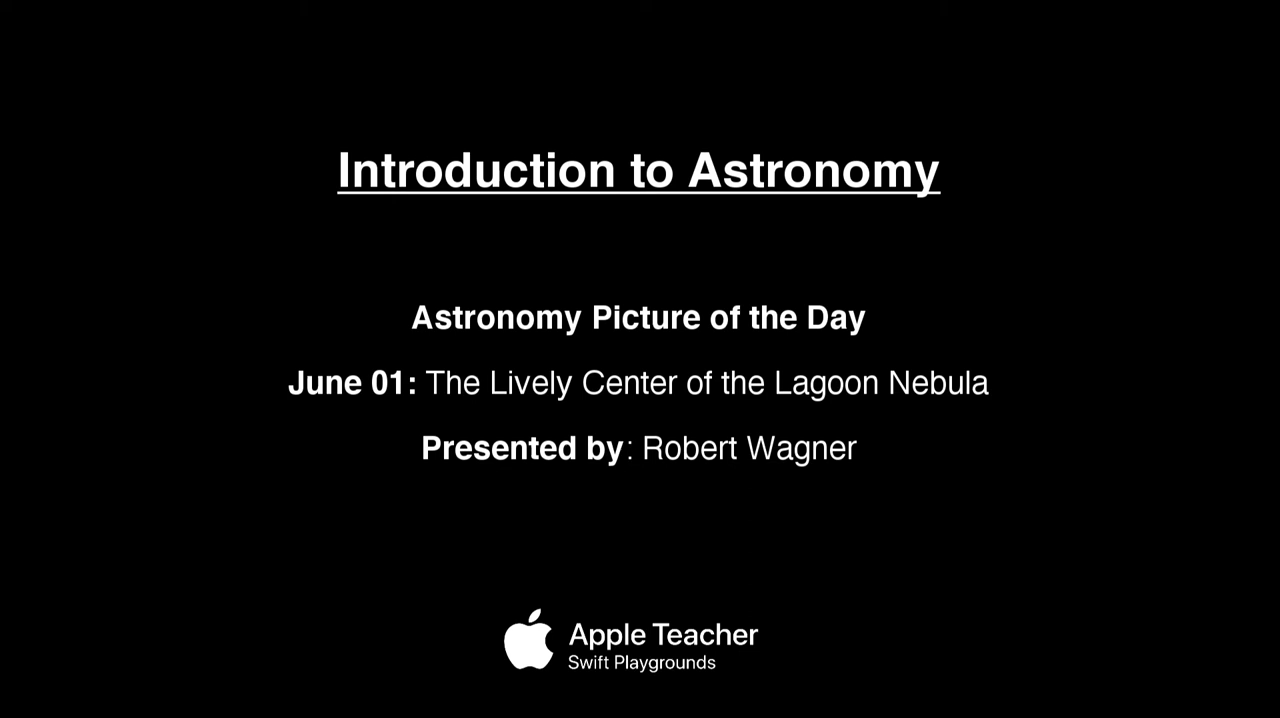 Introduction to Astronomy
Astronomy Picture of the Day
June 01: The Lively Center of the Lagoon Nebula
Presented by: Robert Wagner
Apple Teacher
Swift Playgrounds